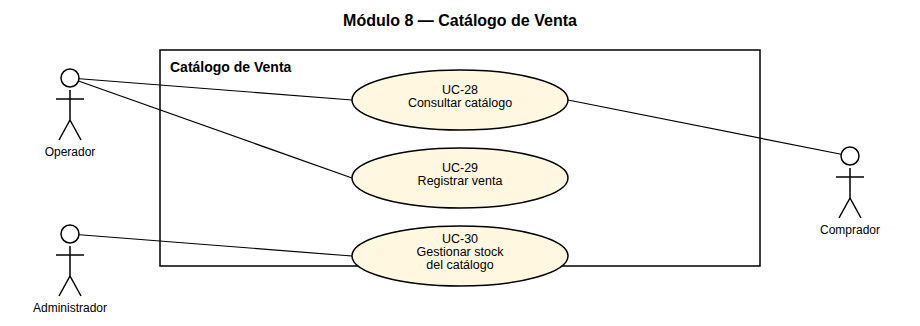 Módulo 8 — Catálogo de Venta
Catálogo de Venta
UC-28
Consultar catálogo
Operador
UC-29
Registrar venta
Comprador
UC-30
Gestionar stock
del catálogo
Administrador